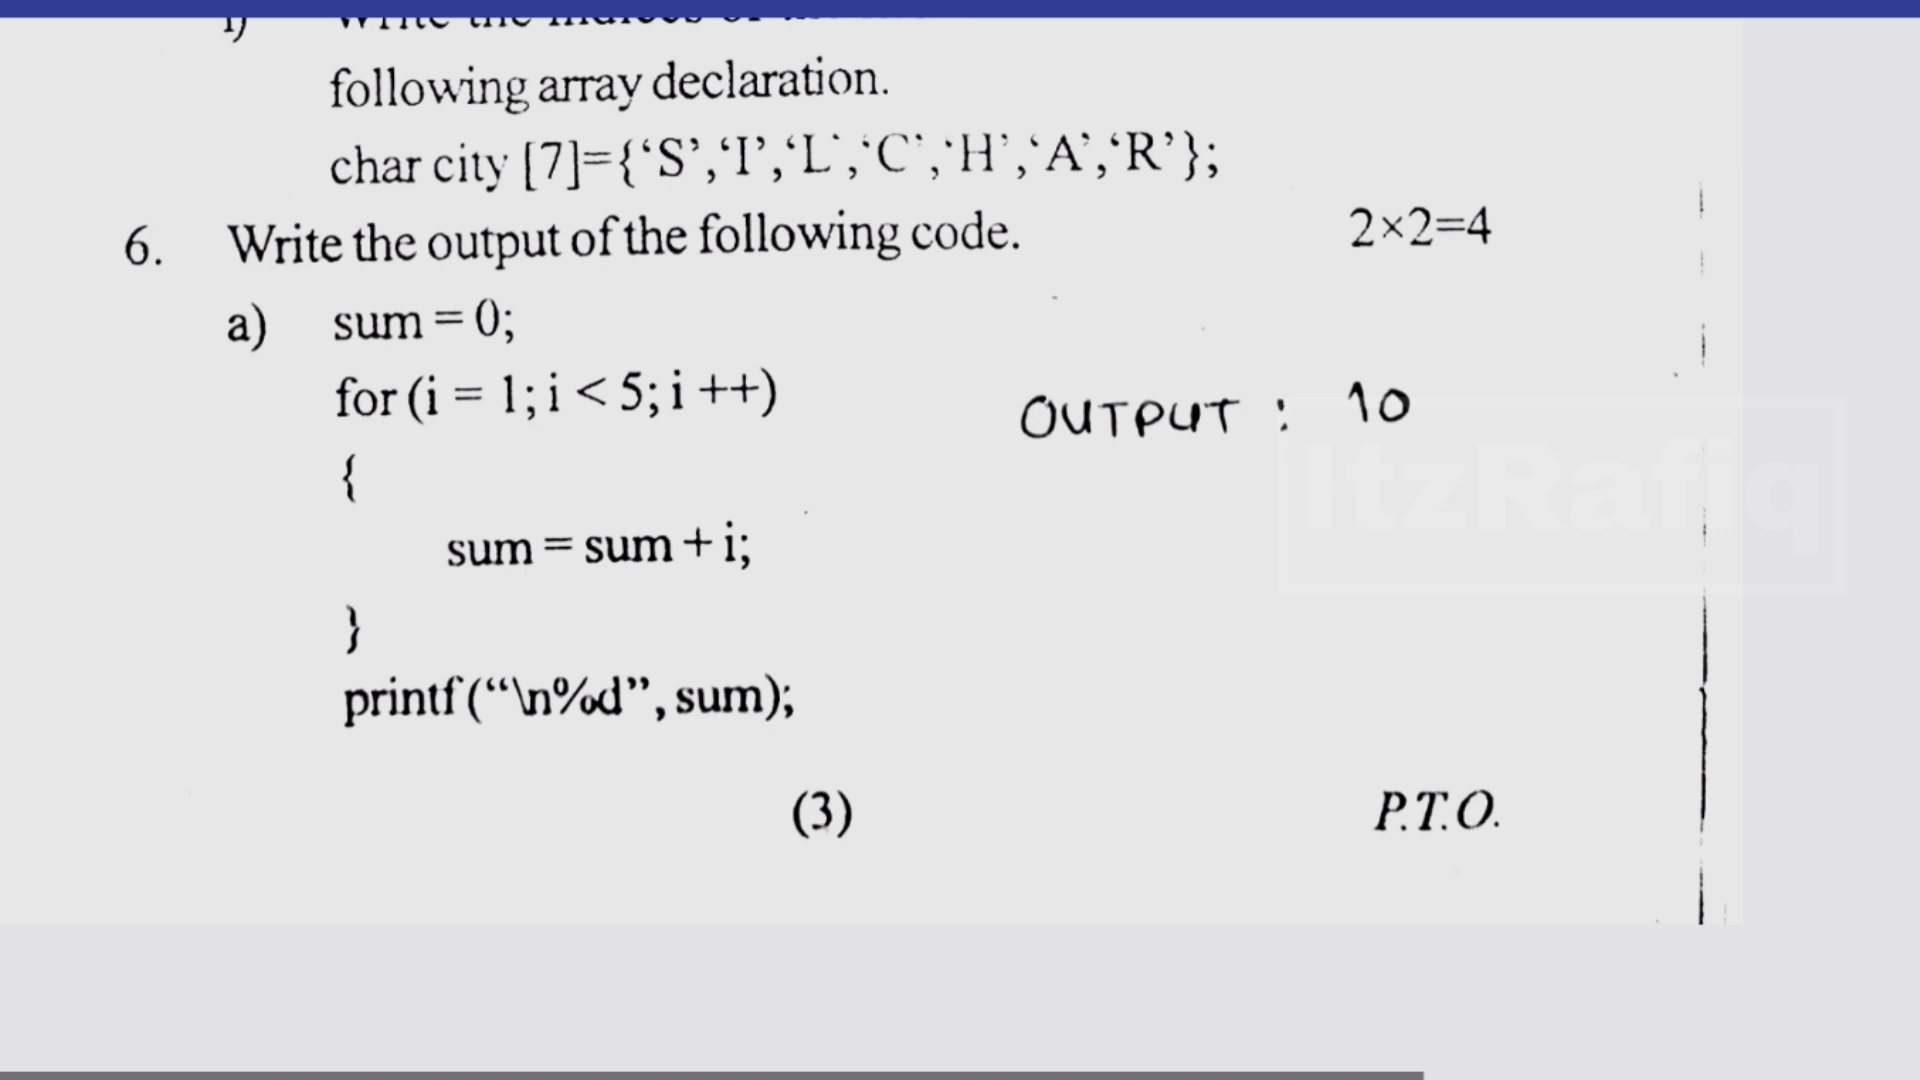 i)
following array declaration.
char city [7]={‘S’,‘I’,‘L’,‘C’,‘H’,‘A’,‘R’};
6. Write the output of the following code. 2×2=4
a) sum = 0;
for (i = 1; i < 5; i ++)
OUTPUT : 10
{
ItzRafiq
sum = sum + i;
}
printf (“\n%d”, sum);
(3) P.T.O.